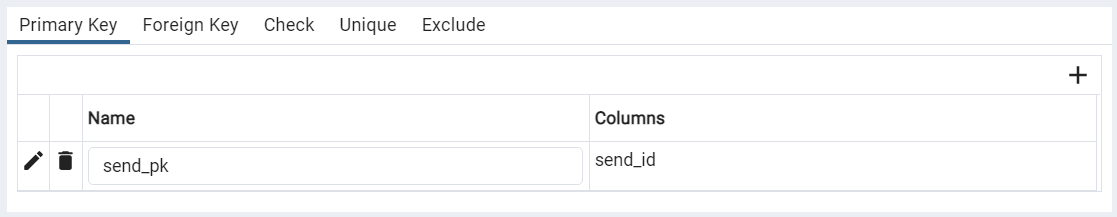 Primary Key Foreign Key Check Unique Exclude
Name Columns
send_pk send_id